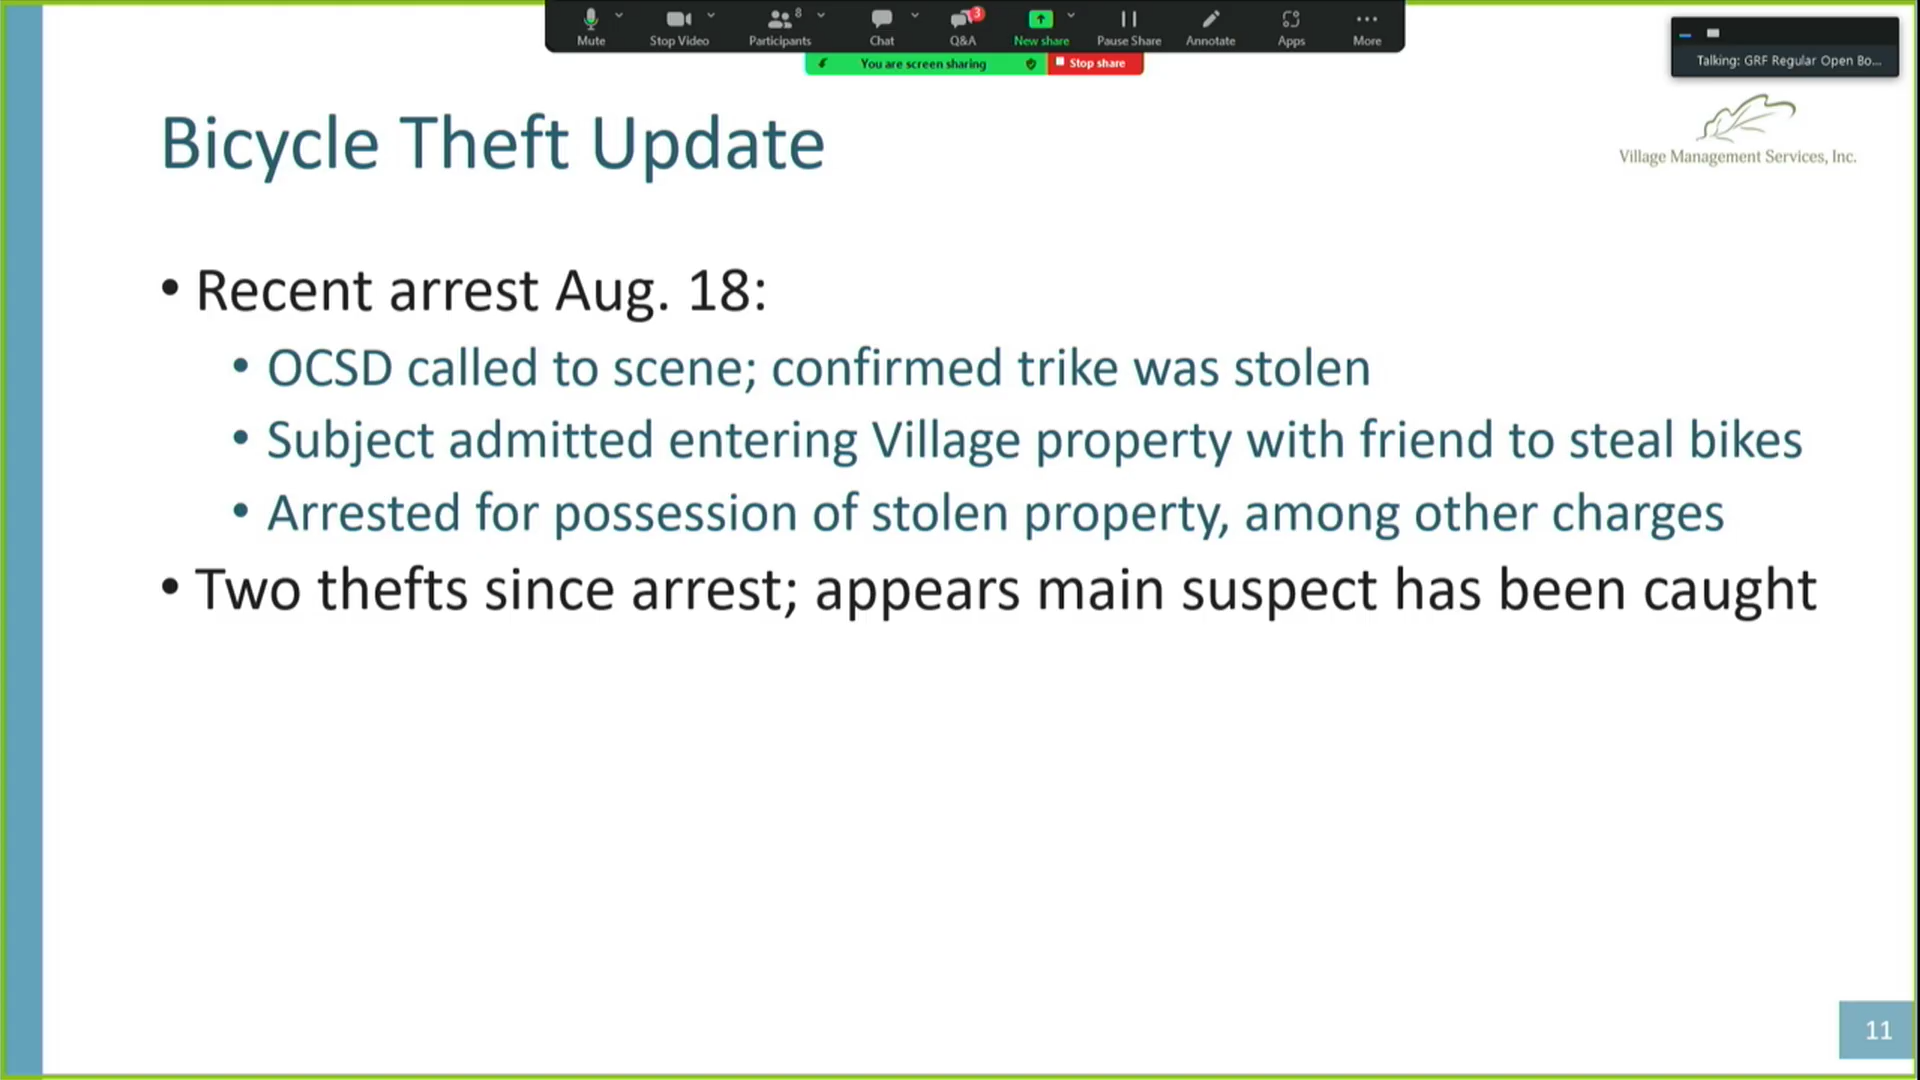 Mute
Stop Video
8
Participants
Chat
3
Q&A
New share
Pause Share
Annotate
Apps
More
You are screen sharing
Stop share
Talking: GRF Regular Open Bo...
Village Management Services, Inc.
Bicycle Theft Update
• Recent arrest Aug. 18:
• OCSD called to scene; confirmed trike was stolen
• Subject admitted entering Village property with friend to steal bikes
• Arrested for possession of stolen property, among other charges
• Two thefts since arrest; appears main suspect has been caught
11